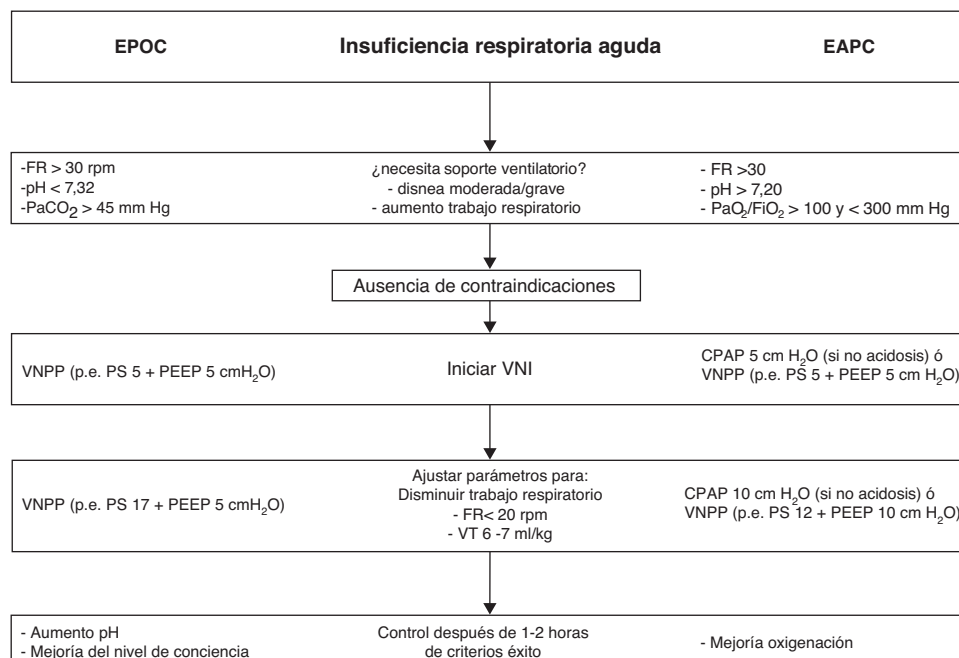 EPOC
Insuficiencia respiratoria aguda
EAPC
-FR > 30 rpm
-pH < 7,32
-PaCO2 > 45 mm Hg
¿necesita soporte ventilatorio?
- disnea moderada/grave
- aumento trabajo respiratorio
- FR >30
- pH > 7,20
- PaO2/FiO2 > 100 y < 300 mm Hg
Ausencia de contraindicaciones
VNPP (p.e. PS 5 + PEEP 5 cmH2O)
Iniciar VNI
CPAP 5 cm H2O (si no acidosis) ó
VNPP (p.e. PS 5 + PEEP 5 cm H2O)
VNPP (p.e. PS 17 + PEEP 5 cmH2O)
Ajustar parámetros para:
Disminuir trabajo respiratorio
- FR< 20 rpm
- VT 6 -7 ml/kg
CPAP 10 cm H2O (si no acidosis) ó
VNPP (p.e. PS 12 + PEEP 10 cm H2O)
- Aumento pH
- Mejoría del nivel de conciencia
Control después de 1-2 horas
de criterios éxito
- Mejoría oxigenación